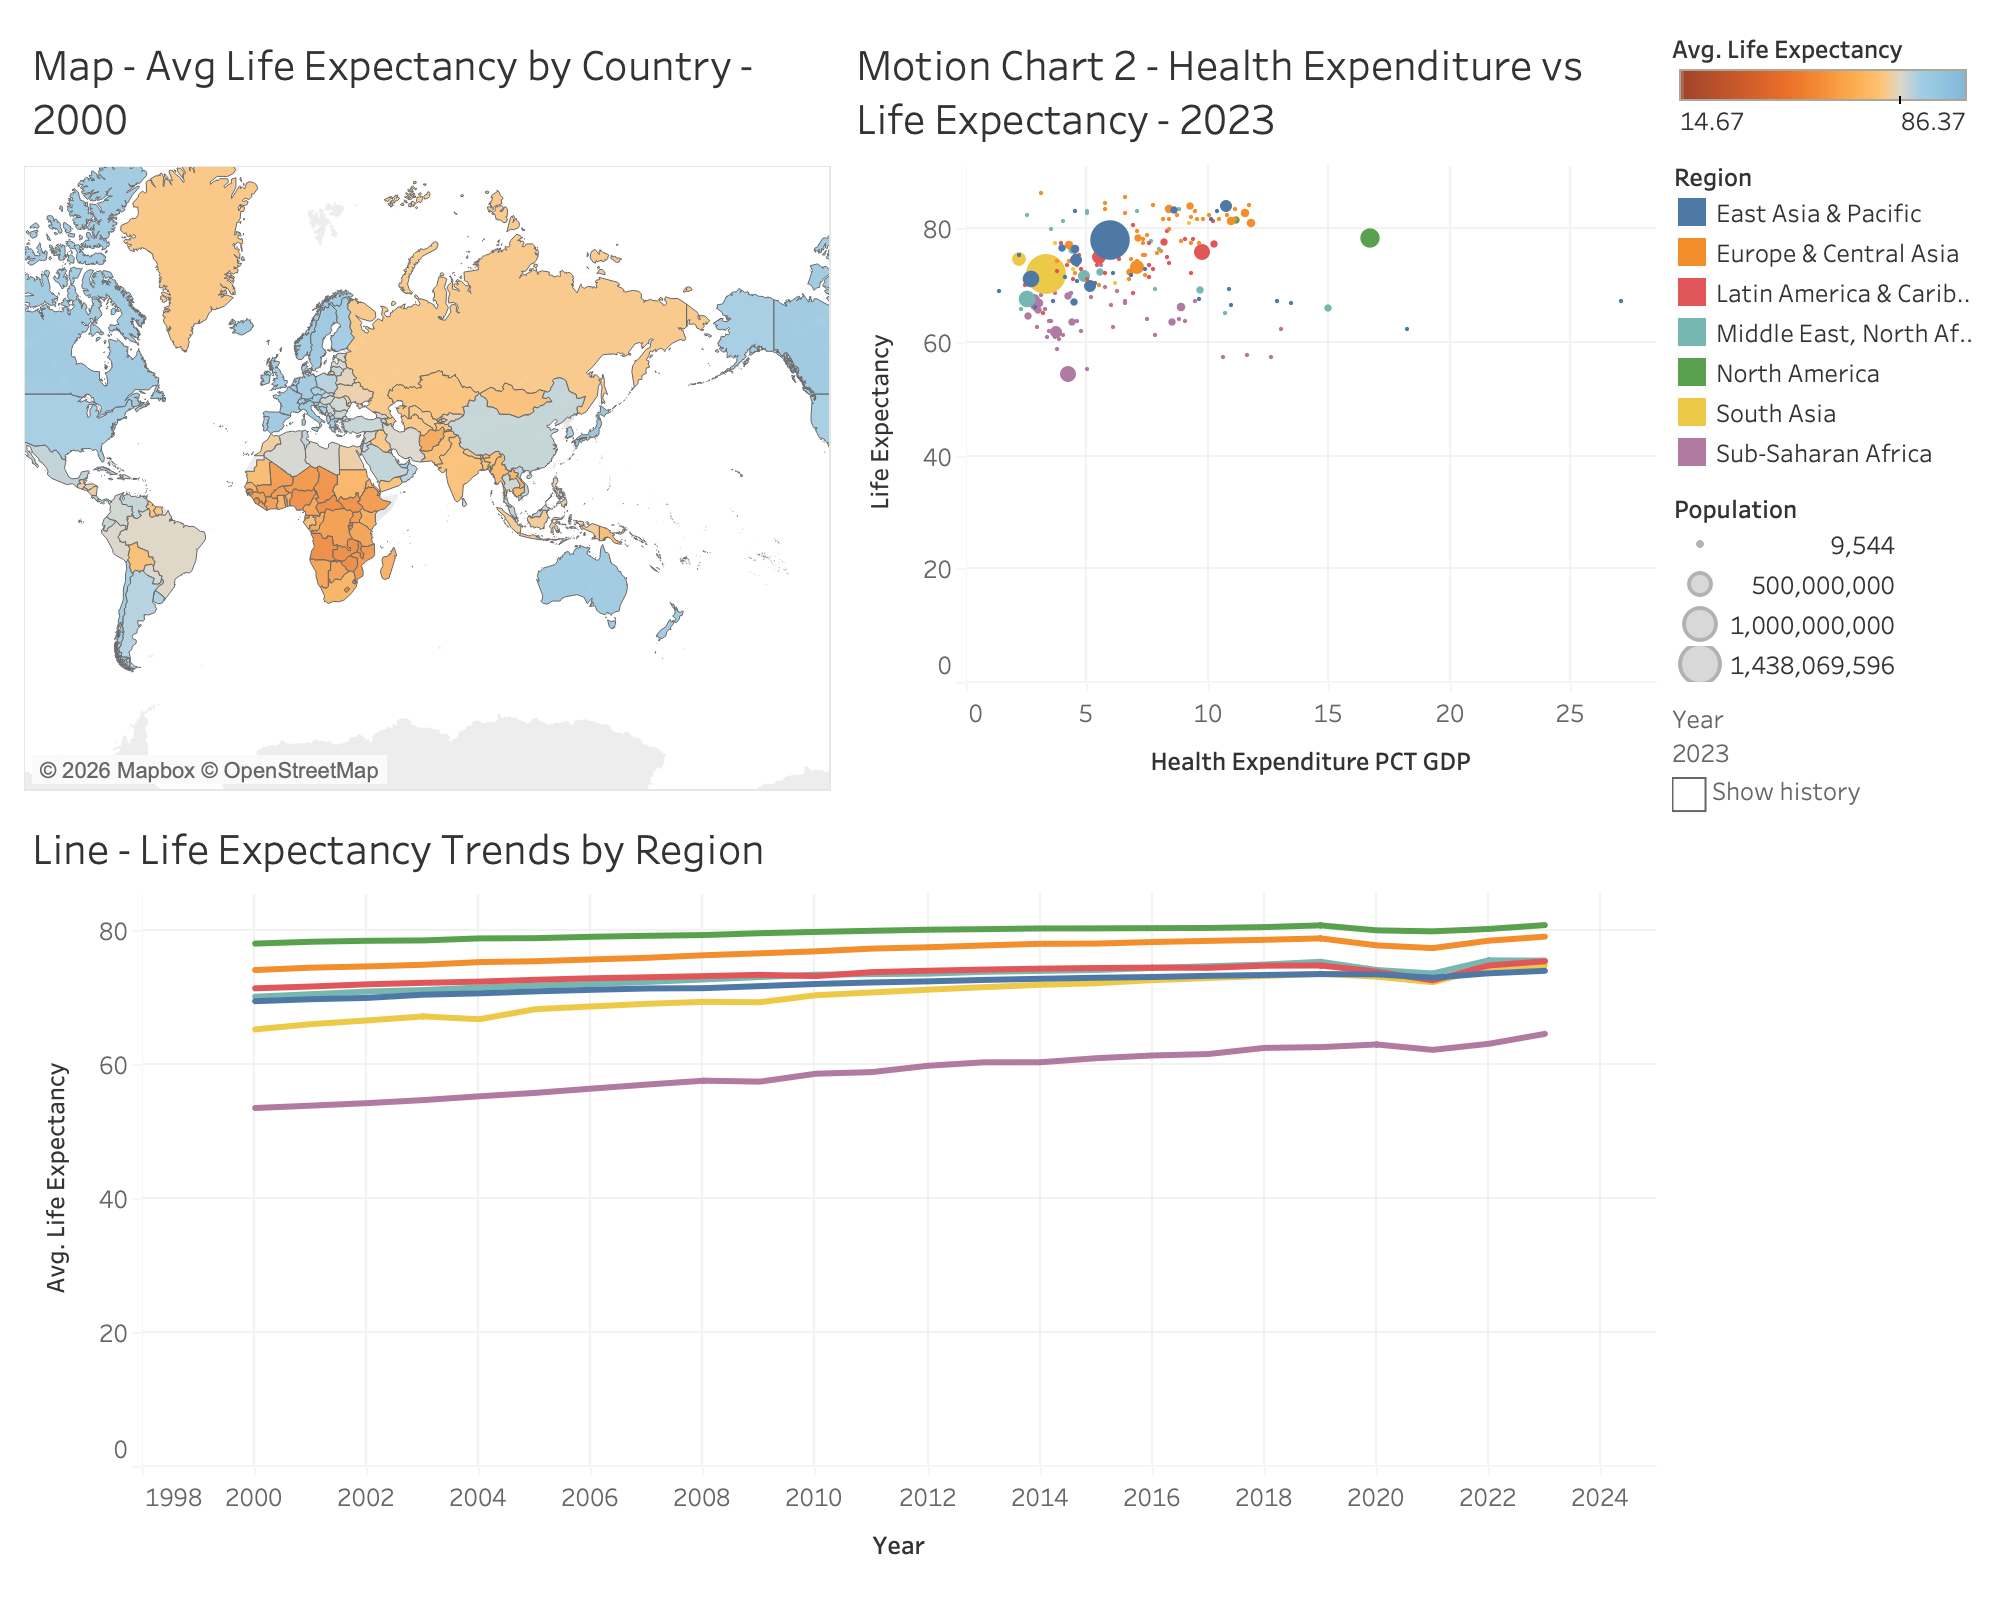 Map - Avg Life Expectancy by Country -
2000
© 2026 Mapbox © OpenStreetMap
Motion Chart 2 - Health Expenditure vs
Life Expectancy - 2023
Life Expectancy
80
60
40
20
0
0 5 10 15 20 25
Health Expenditure PCT GDP
Avg. Life Expectancy
14.67 86.37
Region
East Asia & Pacific
Europe & Central Asia
Latin America & Carib..
Middle East, North Af..
North America
South Asia
Sub-Saharan Africa
Population
9,544
500,000,000
1,000,000,000
1,438,069,596
Year
2023
Show history
Line - Life Expectancy Trends by Region
Avg. Life Expectancy
80
60
40
20
0
1998 2000 2002 2004 2006 2008 2010 2012 2014 2016 2018 2020 2022 2024
Year